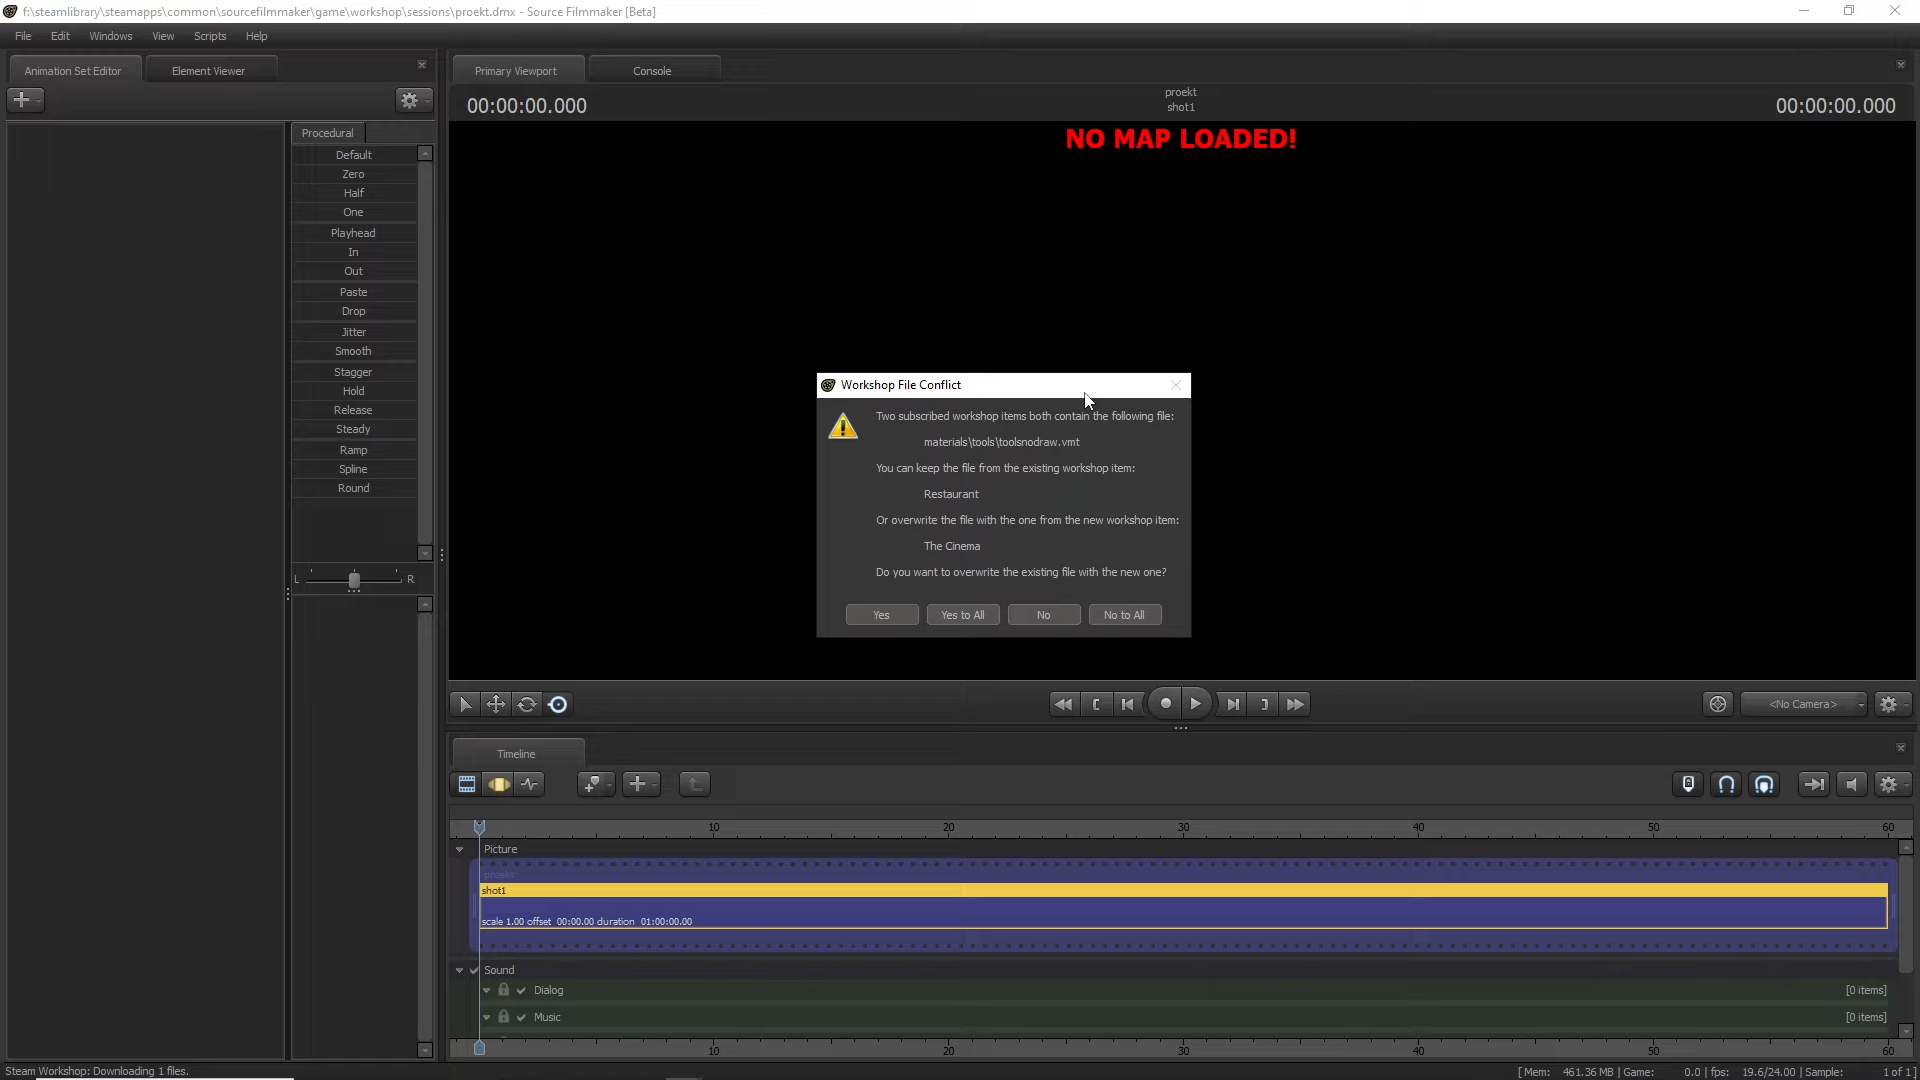 f:\steamlibrary\steamapps\common\sourcefilmmaker\game\workshop\sessions\proekt.dmx - Source Filmmaker [Beta]
File Edit Windows View Scripts Help
Animation Set Editor
Element Viewer
Primary Viewport
Console
00:00:00.000
proekt
shot1
00:00:00.000
NO MAP LOADED!
Procedural
Default
Zero
Half
One
Playhead
In
Out
Paste
Drop
Jitter
Smooth
Stagger
Hold
Release
Steady
Ramp
Spline
Round
L
R
Workshop File Conflict
Two subscribed workshop items both contain the following file:
materials\tools\toolsnodraw.vmt
You can keep the file from the existing workshop item:
Restaurant
Or overwrite the file with the one from the new workshop item:
The Cinema
Do you want to overwrite the existing file with the new one?
Yes
Yes to All
No
No to All
<No Camera>
Timeline
10 20 30 40 50 60
Picture
proekt
shot1
scale 1.00 offset 00:00.00 duration 01:00:00.00
Sound
Dialog [0 items]
Music [0 items]
10 20 30 40 50 60
Steam Workshop: Downloading 1 files.
[ Mem: 461.36 MB | Game: 0.0 | fps: 19.6/24.00 | Sample: 1 of 1 ]